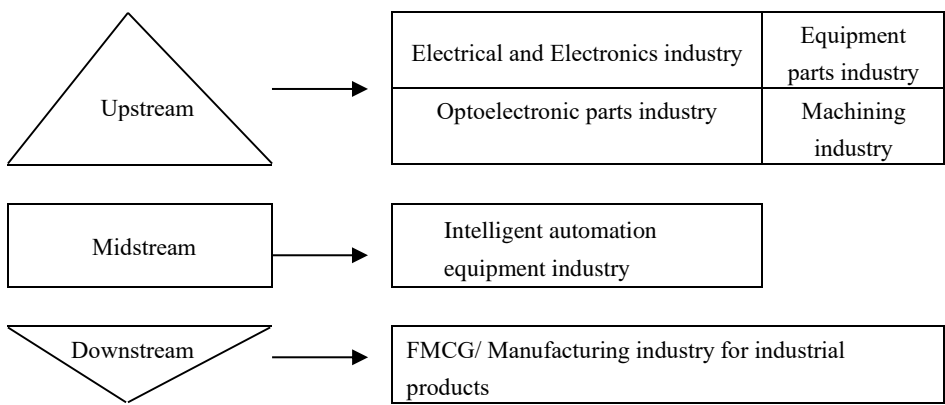 Upstream
Electrical and Electronics industry
Equipment
parts industry
Optoelectronic parts industry
Machining
industry
Midstream
Intelligent automation
equipment industry
Downstream
FMCG/ Manufacturing industry for industrial
products